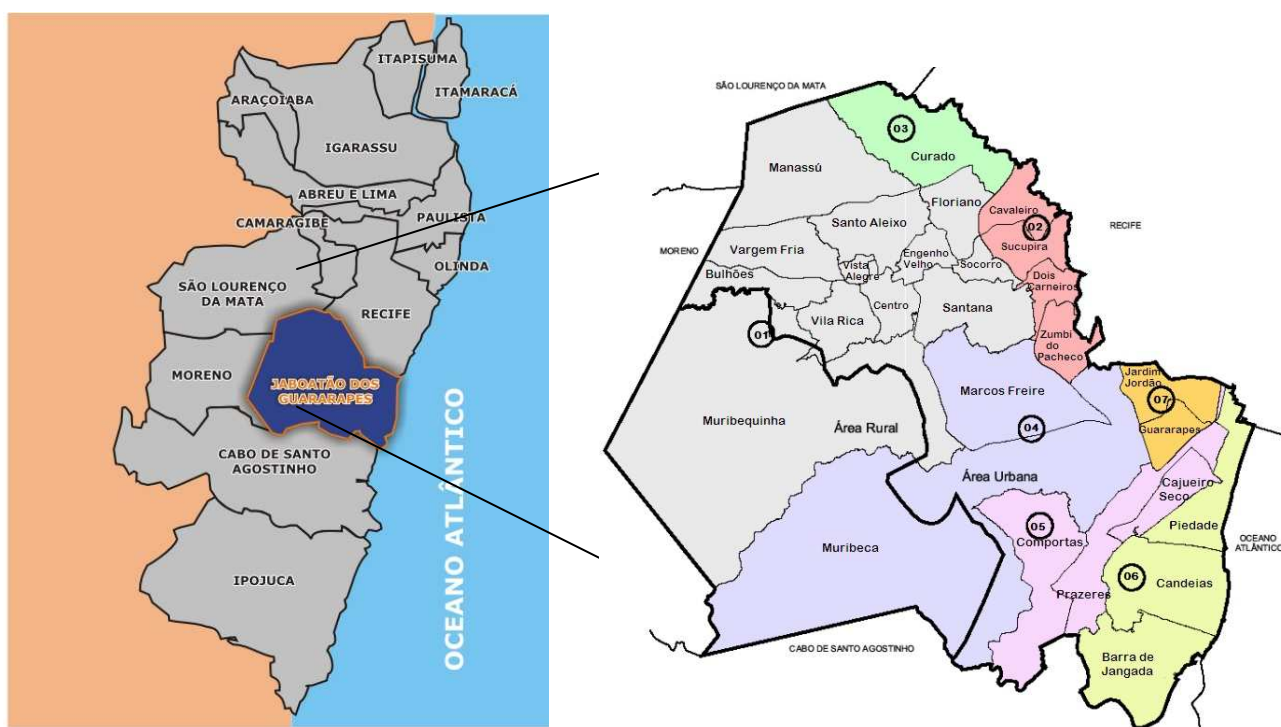 ITAPISUMA
ITAMARACÁ
ARAÇOIABA
IGARASSU
ABREU E LIMA
CAMARAGIBE
PAULISTA
OLINDA
SÃO LOURENÇO
DA MATA
RECIFE
MORENO
JABOATÃO DOS
GUARARAPES
CABO DE SANTO
AGOSTINHO
IPOJUCA
OCEANO ATLÂNTICO
SÃO LOURENÇO DA MATA
03
Curado
Manassú
Floriano
Cavaleiro
02
RECIFE
Santo Aleixo
Sucupira
MORENO
Vargem Fria
Engenho
Velho
Socorro
Vista
Alegre
Bulhões
Dois
Carneiros
Centro
Santana
Vila Rica
01
Zumbi
do
Pacheco
Jardim
Jordão
Marcos Freire
07
Muribequinha
Área Rural
04
Guararapes
Área Urbana
Cajueiro
Seco
05
Piedade
Comportas
Muribeca
OCEANO
ATLÂNTICO
06
Candeias
Prazeres
CABO DE SANTO AGOSTINHO
Barra de
Jangada